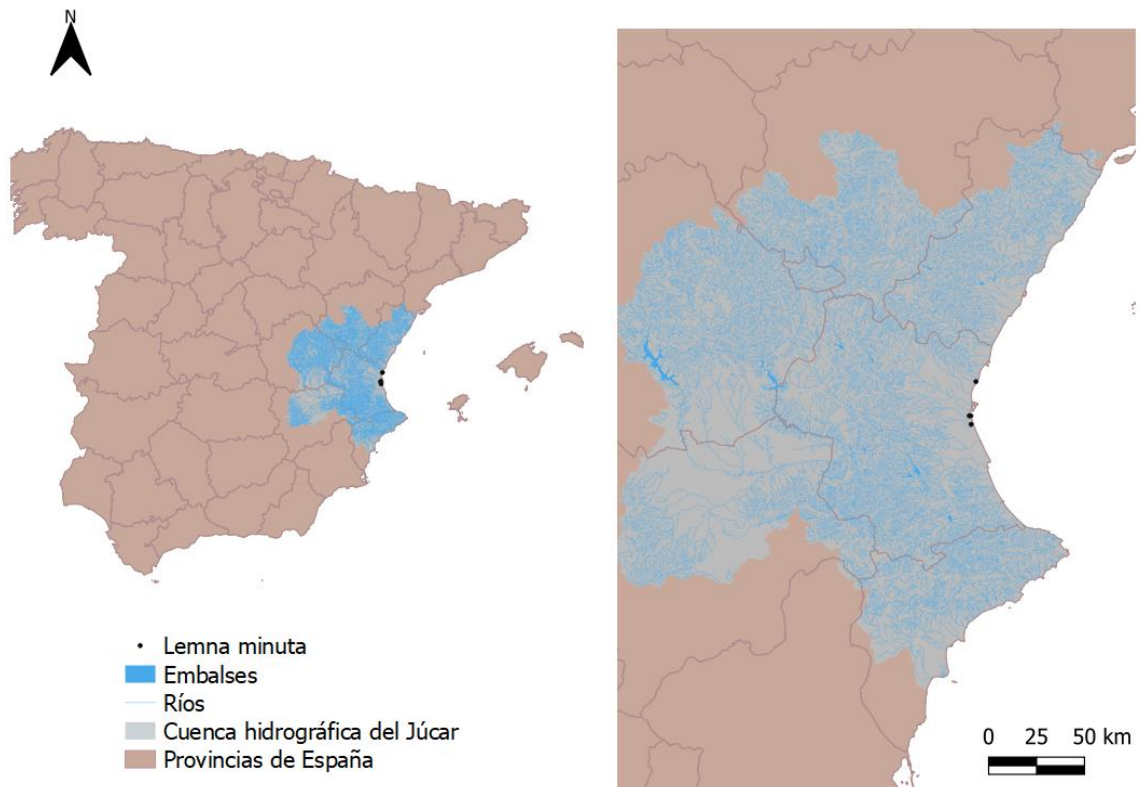 N
Lemna minuta
Embalses
Ríos
Cuenca hidrográfica del Júcar
Provincias de España
0 25 50 km